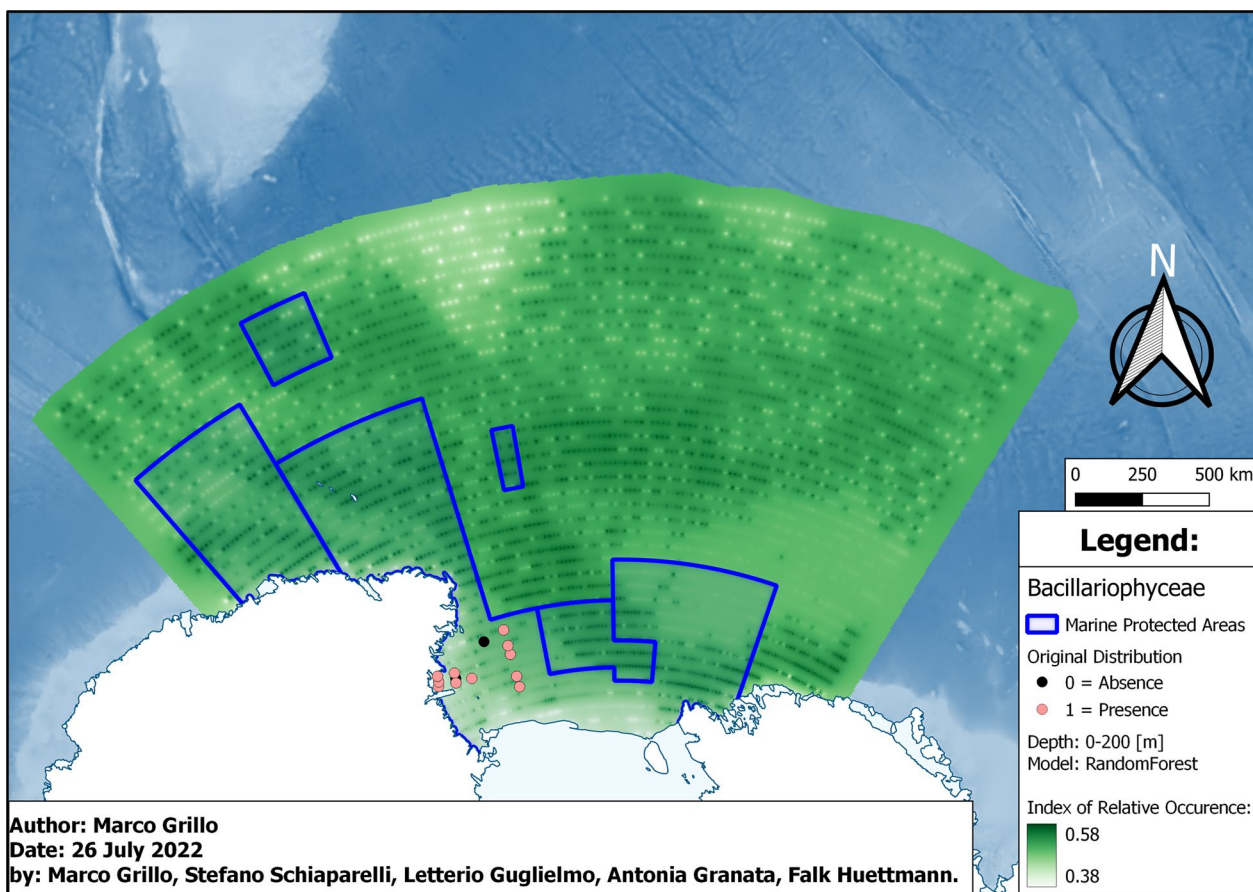 N
0 250 500 km
Legend:
Bacillariophyceae
Marine Protected Areas
Original Distribution
0 = Absence
1 = Presence
Depth: 0-200 [m]
Model: RandomForest
Index of Relative Occurence:
0.58
0.38
Author: Marco Grillo
Date: 26 July 2022
by: Marco Grillo, Stefano Schiaparelli, Letterio Guglielmo, Antonia Granata, Falk Huettmann.